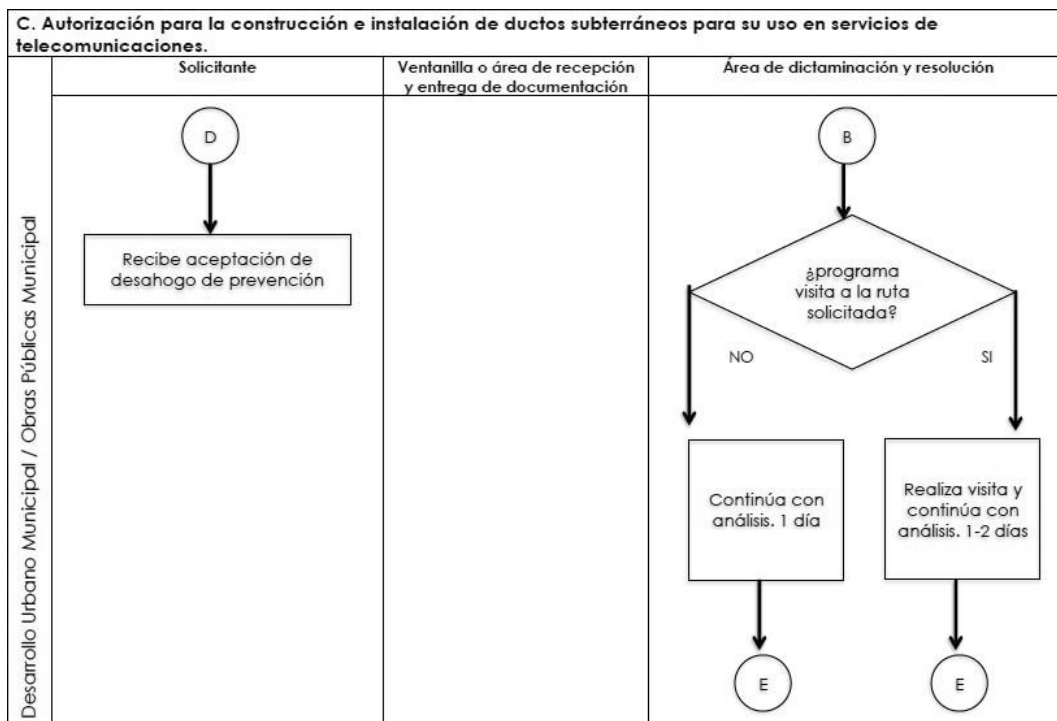 C. Autorización para la construcción e instalación de ductos subterráneos para su uso en servicios de
telecomunicaciones.
Desarrollo Urbano Municipal / Obras Públicas Municipal
Solicitante
Ventanilla o área de recepción
y entrega de documentación
Área de dictaminación y resolución
D
Recibe aceptación de
desahogo de prevención
B
¿programa
visita a la ruta
solicitada?
NO
SI
Continúa con
análisis. 1 día
Realiza visita y
continúa con
análisis. 1-2 días
E
E